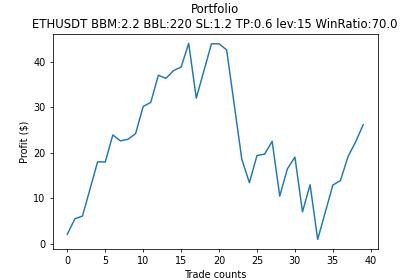 Portfolio
ETHUSDT BBM:2.2 BBL:220 SL:1.2 TP:0.6 lev:15 WinRatio:70.0
Profit ($)
40
30
20
10
0
0 5 10 15 20 25 30 35 40
Trade counts